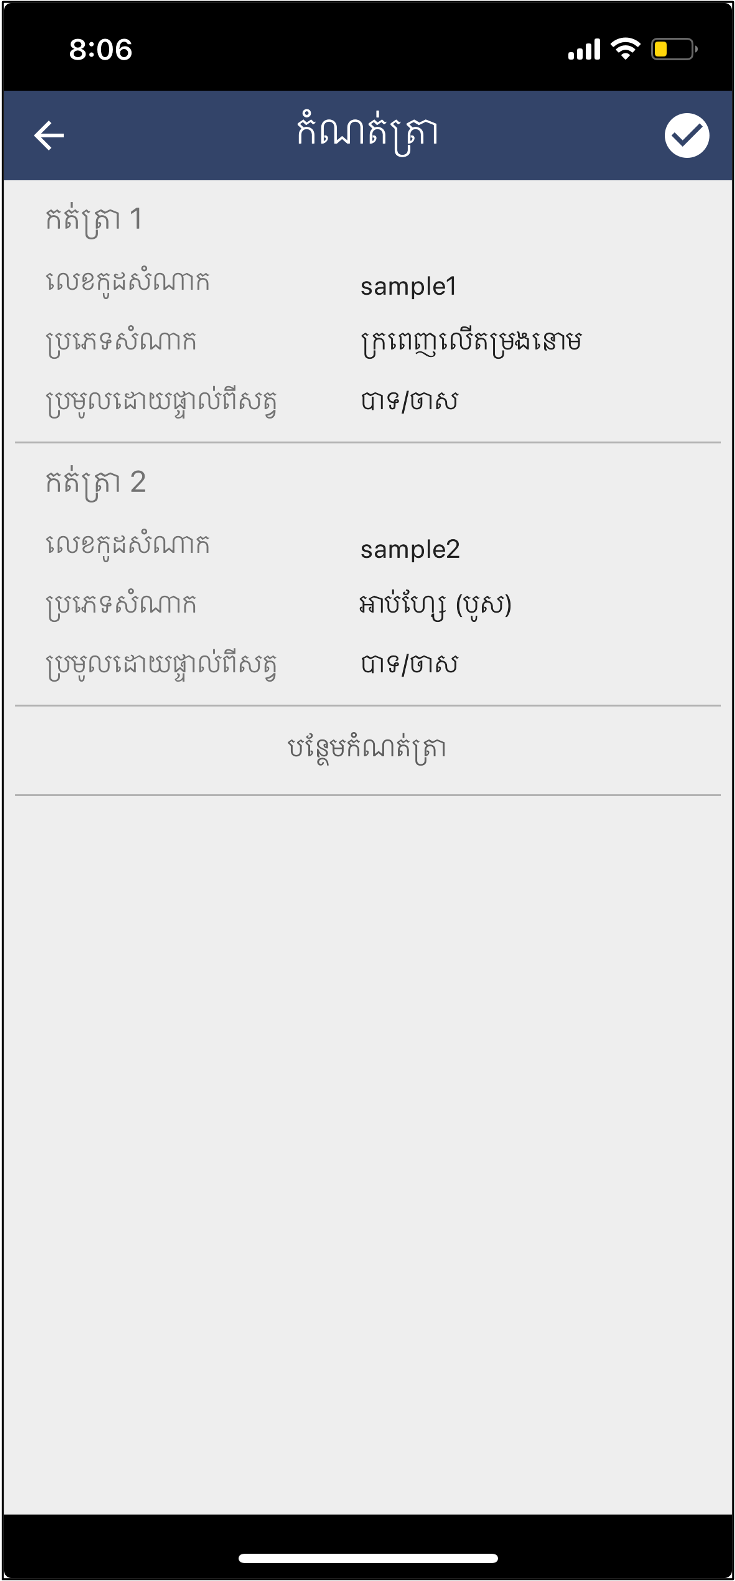 8:06
កំណត់ត្រា
កត់ត្រា 1
លេខកូដសំណាក sample1
ប្រភេទសំណាក ក្រពេញលើតម្រងនោម
ប្រមូលដោយផ្ទាល់ពីសត្វ បាទ/ចាស
កត់ត្រា 2
លេខកូដសំណាក sample2
ប្រភេទសំណាក អាប់ហ្សែ (បូស)
ប្រមូលដោយផ្ទាល់ពីសត្វ បាទ/ចាស
បន្ថែមកំណត់ត្រា